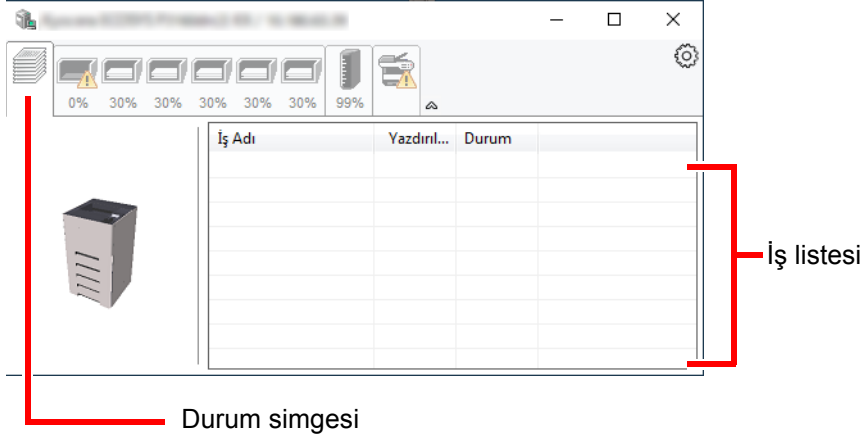 0% 30% 30% 30% 30% 30% 99%
İş Adı Yazdırıl... Durum
İş listesi
Durum simgesi